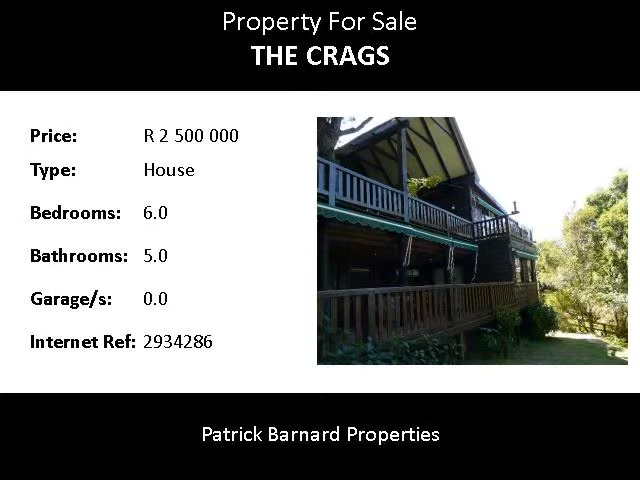 Property For Sale
THE CRAGS
Price: R 2 500 000
Type: House
Bedrooms: 6.0
Bathrooms: 5.0
Garage/s: 0.0
Internet Ref: 2934286
Patrick Barnard Properties